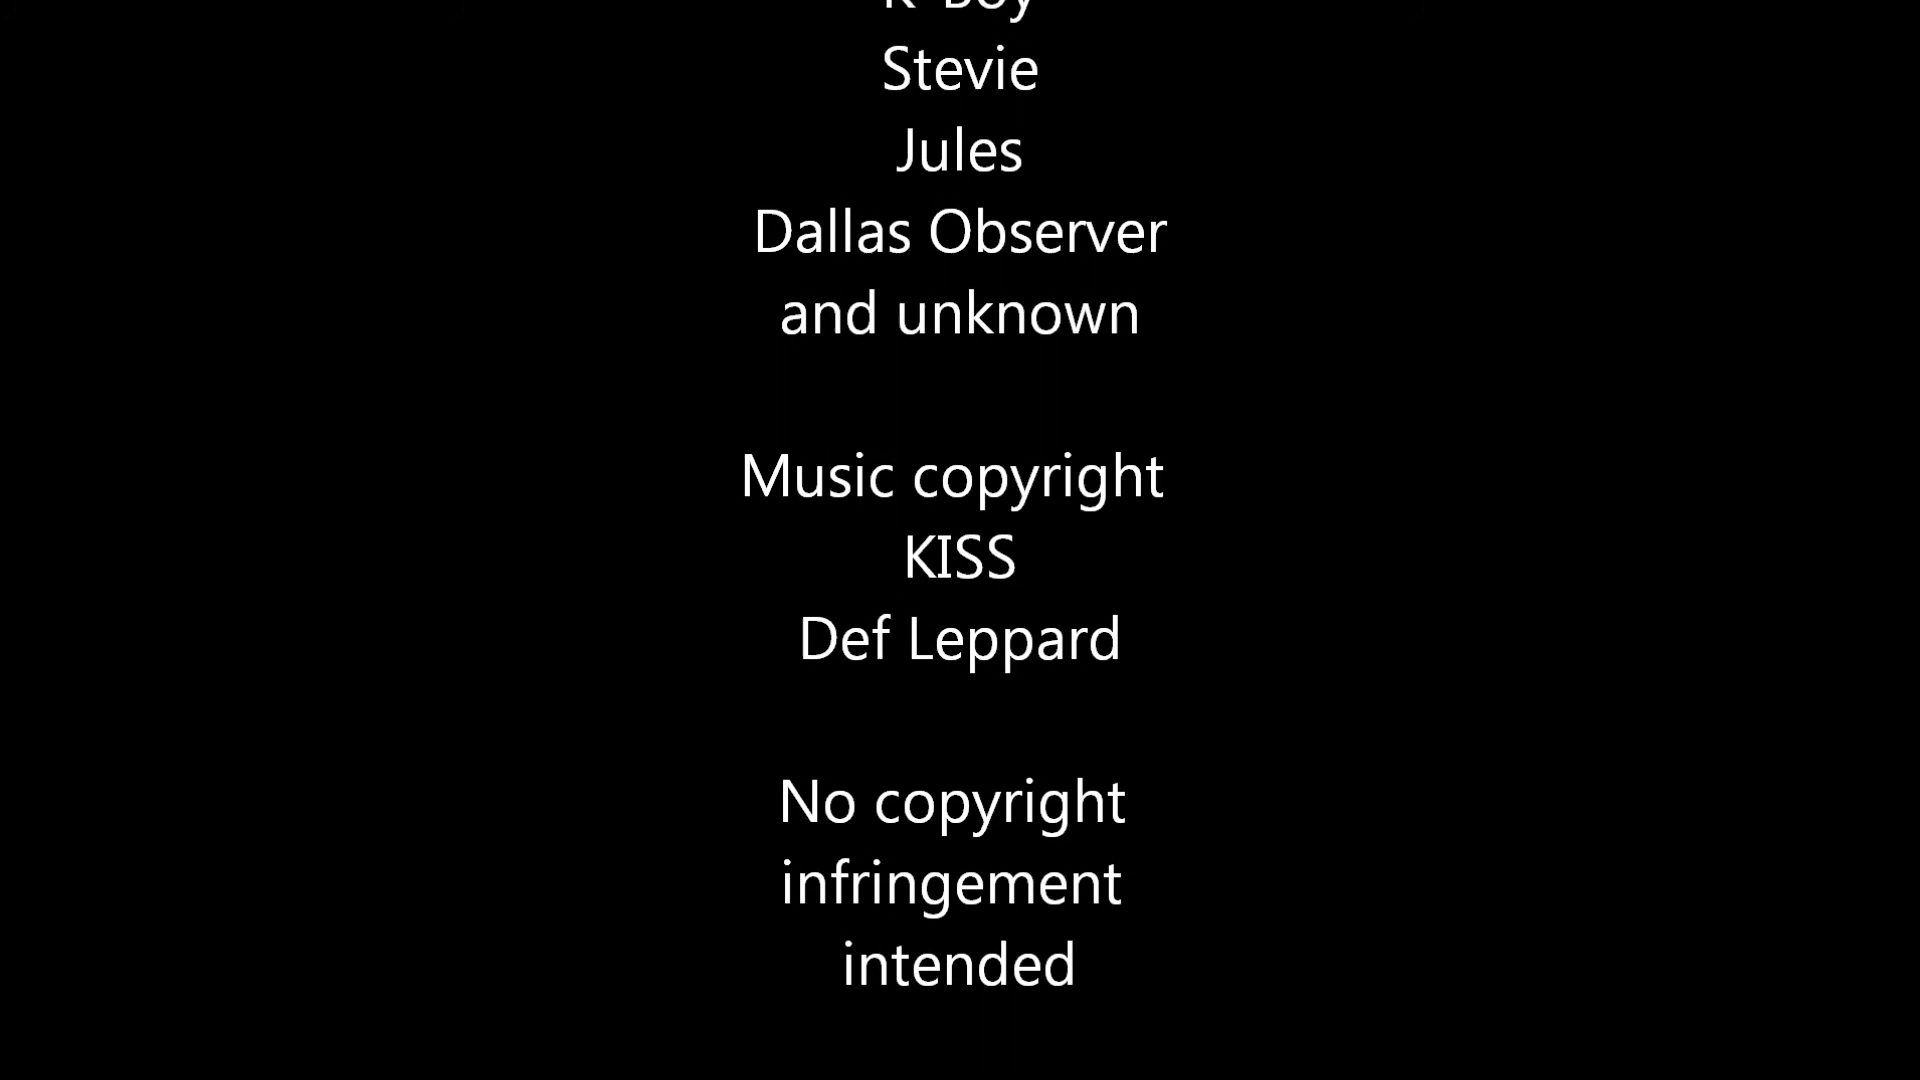 Stevie
Jules
Dallas Observer
and unknown
Music copyright
KISS
Def Leppard
No copyright
infringement
intended